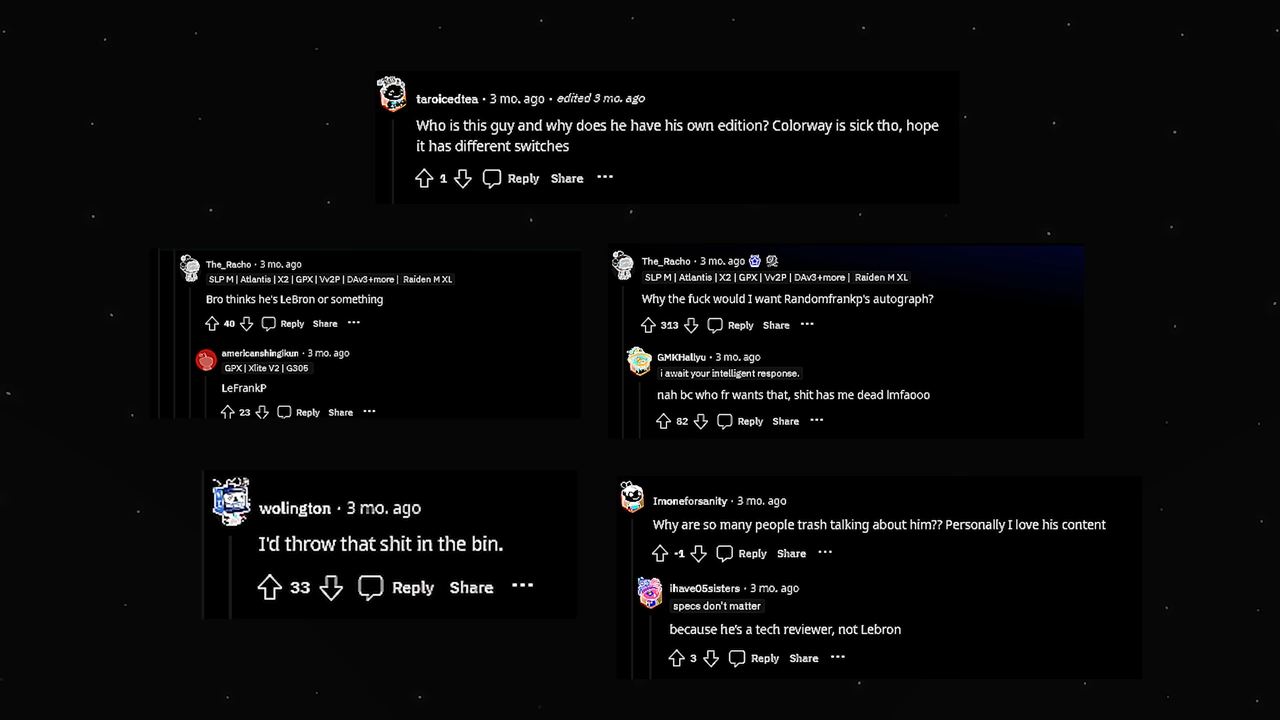 taroicedtea · 3 mo. ago · edited 3 mo. ago
Who is this guy and why does he have his own edition? Colorway is sick tho, hope
it has different switches
1 Reply Share ...
The_Racho · 3 mo. ago
SLP M | Atlantis | X2 | GPX | Vv2P | DAv3+more | Raiden M XL
Bro thinks he's LeBron or something
40 Reply Share ...
americanshingikun · 3 mo. ago
GPX | Xlite V2 | G305
LeFrankP
23 Reply Share ...
The_Racho · 3 mo. ago
SLP M | Atlantis | X2 | GPX | Vv2P | DAv3+more | Raiden M XL
Why the fuck would I want Randomfrankp's autograph?
313 Reply Share ...
GMKHallyu · 3 mo. ago
i await your intelligent response.
nah bc who fr wants that, shit has me dead lmfaooo
82 Reply Share ...
wolington · 3 mo. ago
I'd throw that shit in the bin.
33 Reply Share ...
Imoneforsanity · 3 mo. ago
Why are so many people trash talking about him?? Personally I love his content
-1 Reply Share ...
ihave05sisters · 3 mo. ago
specs don't matter
because he's a tech reviewer, not Lebron
3 Reply Share ...